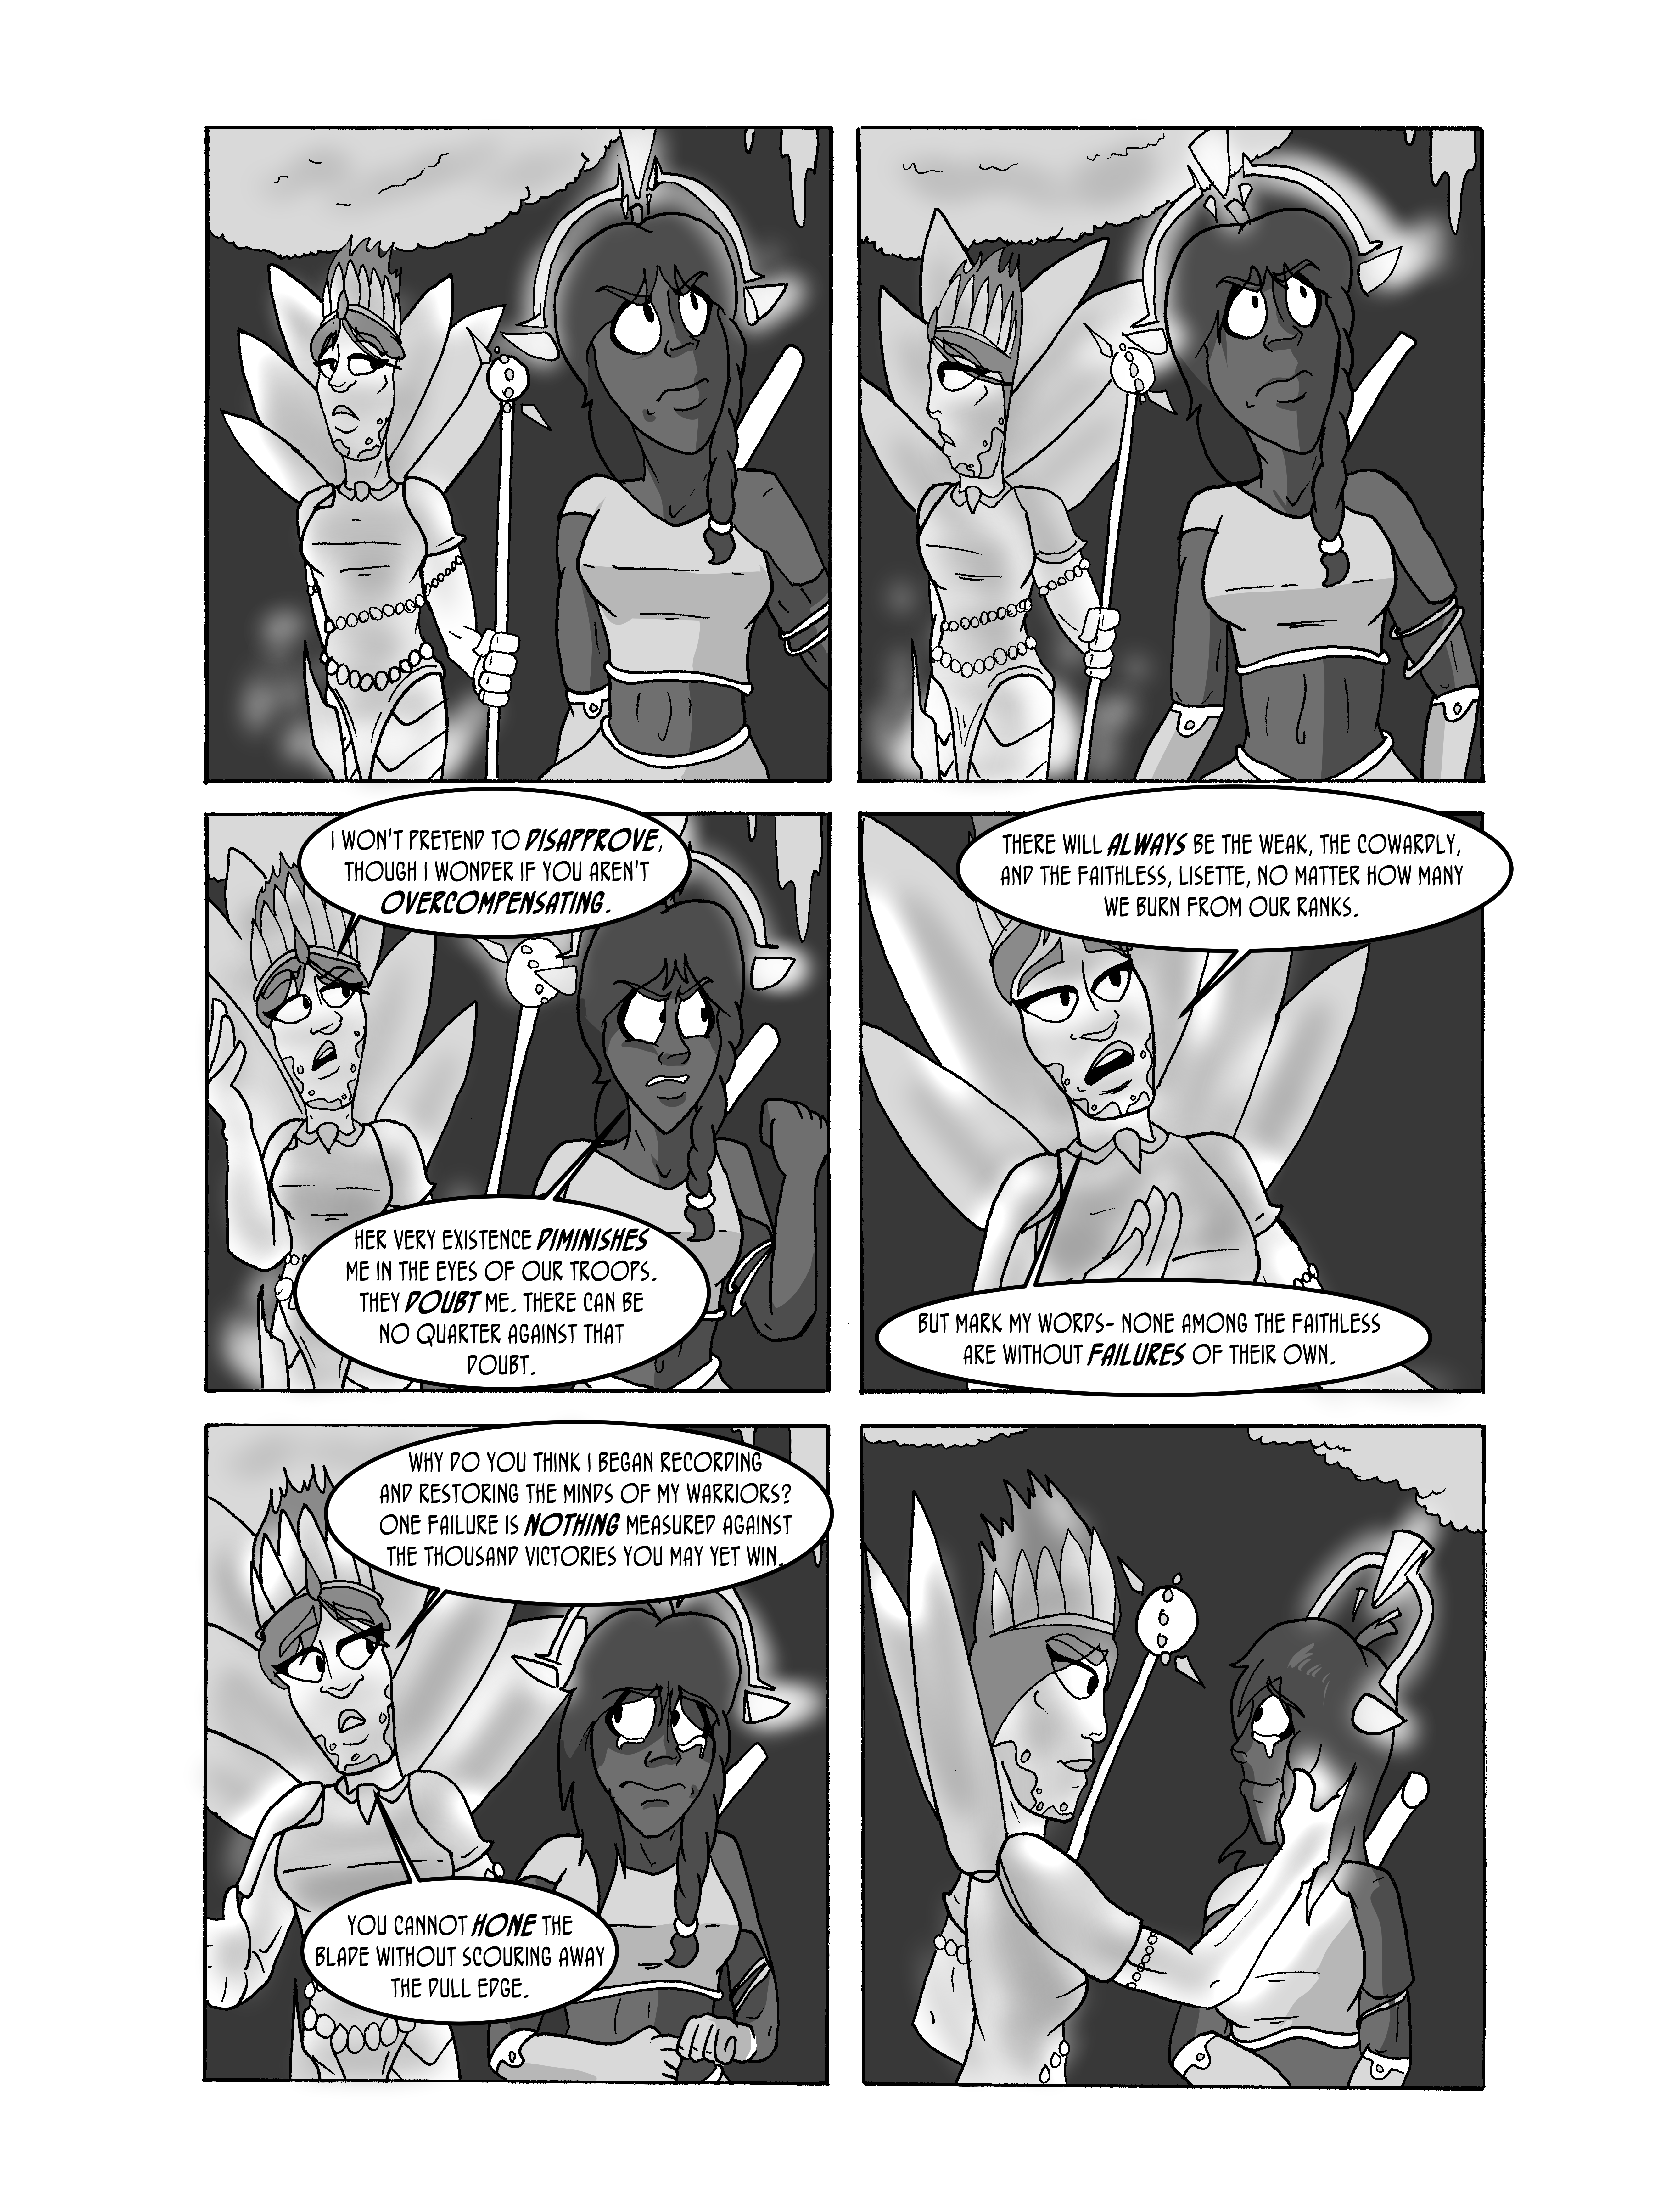 I WON'T PRETEND TO DISAPPROVE,
THOUGH I WONDER IF YOU AREN'T
OVERCOMPENSATING.
HER VERY EXISTENCE DIMINISHES
ME IN THE EYES OF OUR TROOPS.
THEY DOUBT ME. THERE CAN BE
NO QUARTER AGAINST THAT
DOUBT.
THERE WILL ALWAYS BE THE WEAK, THE COWARDLY,
AND THE FAITHLESS, LISETTE, NO MATTER HOW MANY
WE BURN FROM OUR RANKS.
BUT MARK MY WORDS- NONE AMONG THE FAITHLESS
ARE WITHOUT FAILURES OF THEIR OWN.
WHY DO YOU THINK I BEGAN RECORDING
AND RESTORING THE MINDS OF MY WARRIORS?
ONE FAILURE IS NOTHING MEASURED AGAINST
THE THOUSAND VICTORIES YOU MAY YET WIN.
YOU CANNOT HONE THE
BLADE WITHOUT SCOURING AWAY
THE DULL EDGE.